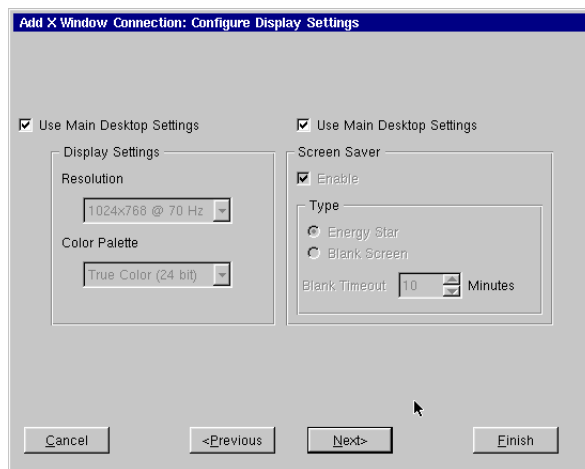 Add X Window Connection: Configure Display Settings
Use Main Desktop Settings
Display Settings
Resolution
1024x768 @ 70 Hz
Color Palette
True Color (24 bit)
Use Main Desktop Settings
Screen Saver
Enable
Type
Energy Star
Blank Screen
Blank Timeout 10 Minutes
Cancel <Previous Next> Finish